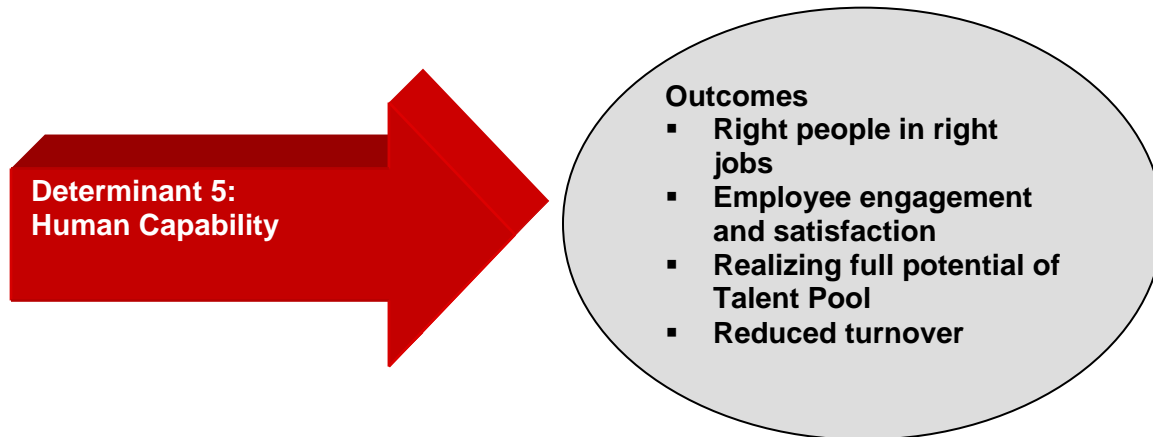 Determinant 5:
Human Capability
Outcomes
▪ Right people in right
jobs
▪ Employee engagement
and satisfaction
▪ Realizing full potential of
Talent Pool
▪ Reduced turnover